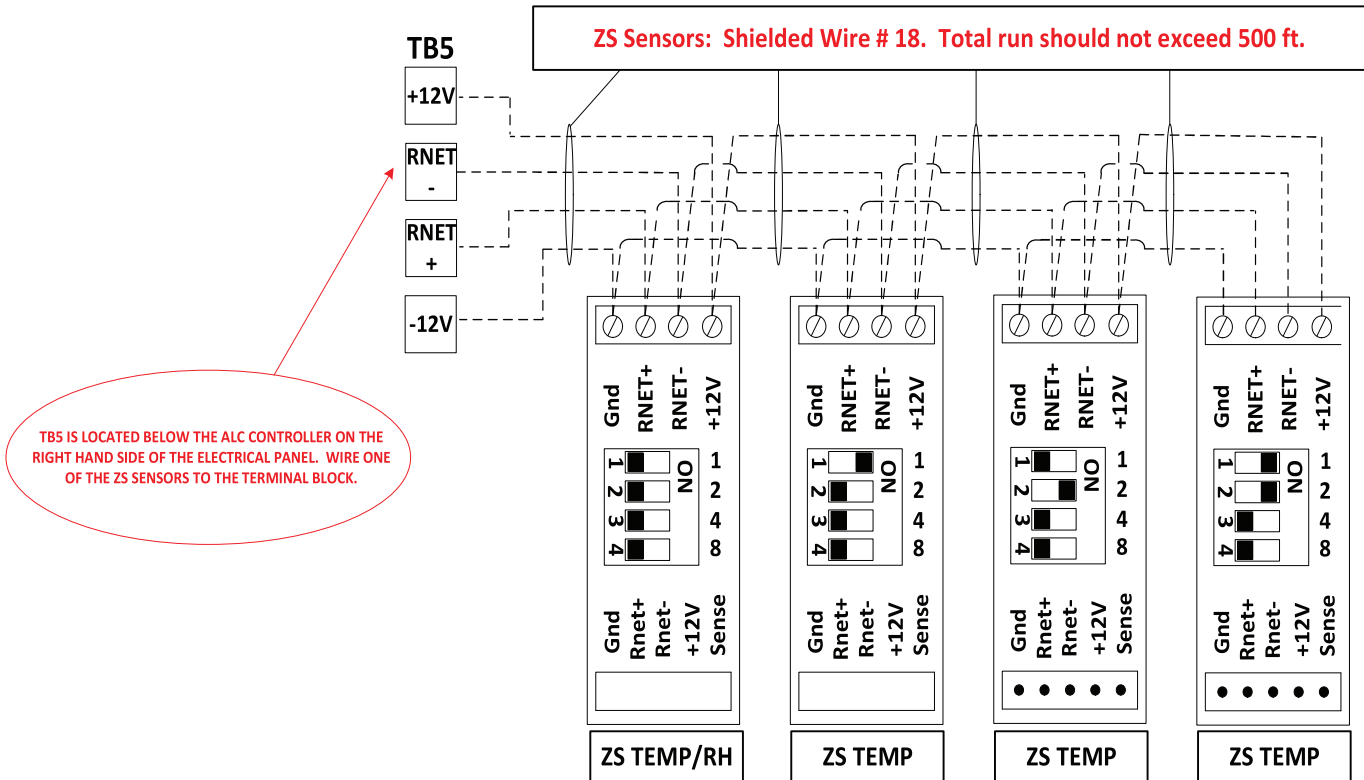 ZS Sensors: Shielded Wire # 18. Total run should not exceed 500 ft.
TB5
+12V
RNET
-
RNET
+
-12V
TB5 IS LOCATED BELOW THE ALC CONTROLLER ON THE
RIGHT HAND SIDE OF THE ELECTRICAL PANEL. WIRE ONE
OF THE ZS SENSORS TO THE TERMINAL BLOCK.
Gnd
RNET+
RNET-
+12V
1
2
3
4
ON
1
2
4
8
Gnd
Rnet+
Rnet-
+12V
Sense
ZS TEMP/RH
Gnd
RNET+
RNET-
+12V
1
2
3
4
ON
1
2
4
8
Gnd
Rnet+
Rnet-
+12V
Sense
ZS TEMP
Gnd
RNET+
RNET-
+12V
1
2
3
4
ON
1
2
4
8
Gnd
Rnet+
Rnet-
+12V
Sense
ZS TEMP
Gnd
RNET+
RNET-
+12V
1
2
3
4
ON
1
2
4
8
Gnd
Rnet+
Rnet-
+12V
Sense
ZS TEMP